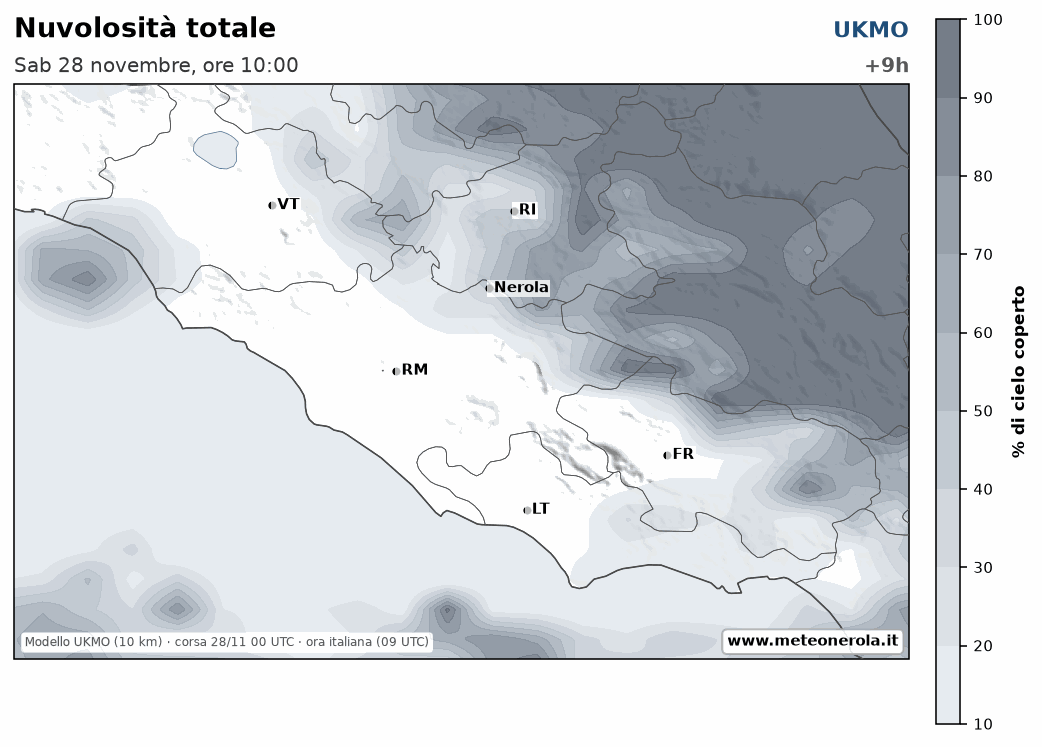 Nuvolosità totale
UKMO
Sab 28 novembre, ore 10:00
+9h
100
90
80
70
60
50
40
30
20
10
% di cielo coperto
VT
RI
Nerola
RM
FR
LT
Modello UKMO (10 km) · corsa 28/11 00 UTC · ora italiana (09 UTC)
www.meteonerola.it